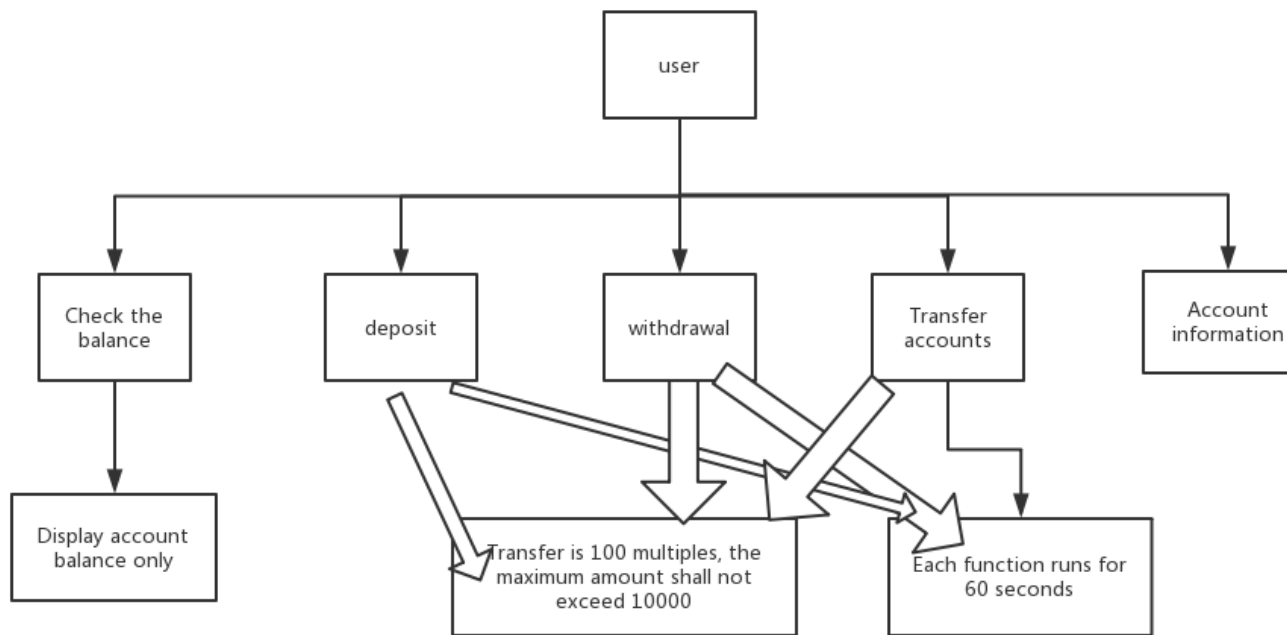 user
Check the
balance
deposit
withdrawal
Transfer
accounts
Account
information
Display account
balance only
Transfer is 100 multiples, the
maximum amount shall not
exceed 10000
Each function runs for
60 seconds